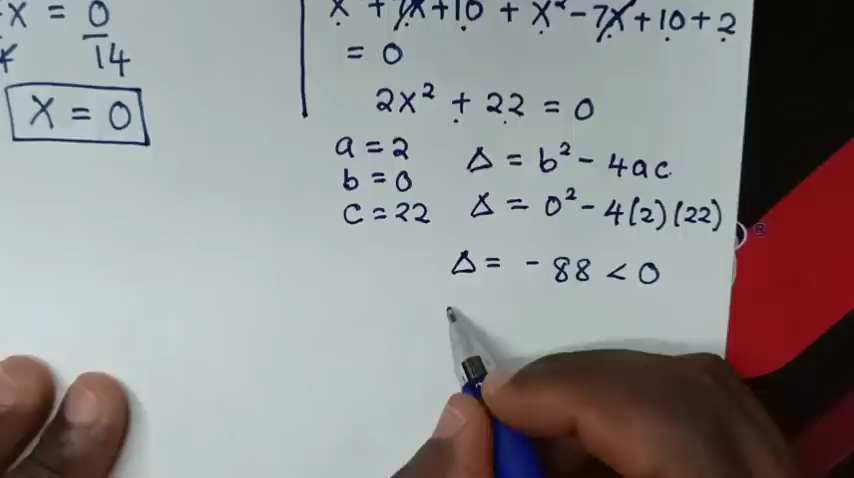 x = 0
14
x = 0
x + 7x + 10 + x² - 7x + 10 + 2
= 0
2x² + 22 = 0
a = 2
b = 0
c = 22
Δ = b² - 4ac
Δ = 0² - 4(2)(22)
Δ = - 88 < 0
®